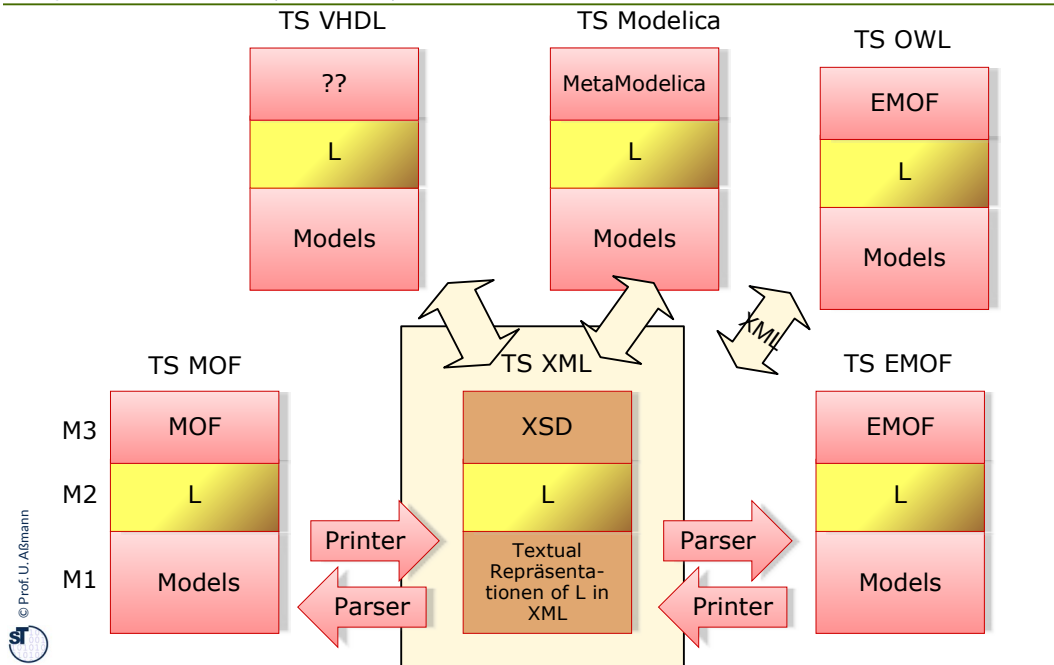 TS VHDL
TS Modelica
TS OWL
??
L
Models
MetaModelica
L
Models
EMOF
L
Models
XML
TS MOF
TS XML
TS EMOF
M3
MOF
XSD
EMOF
M2
L
L
L
M1
Models
Printer
Parser
Textual
Repräsenta-
tionen of L in
XML
Parser
Printer
Models
© Prof. U. Aßmann
ST